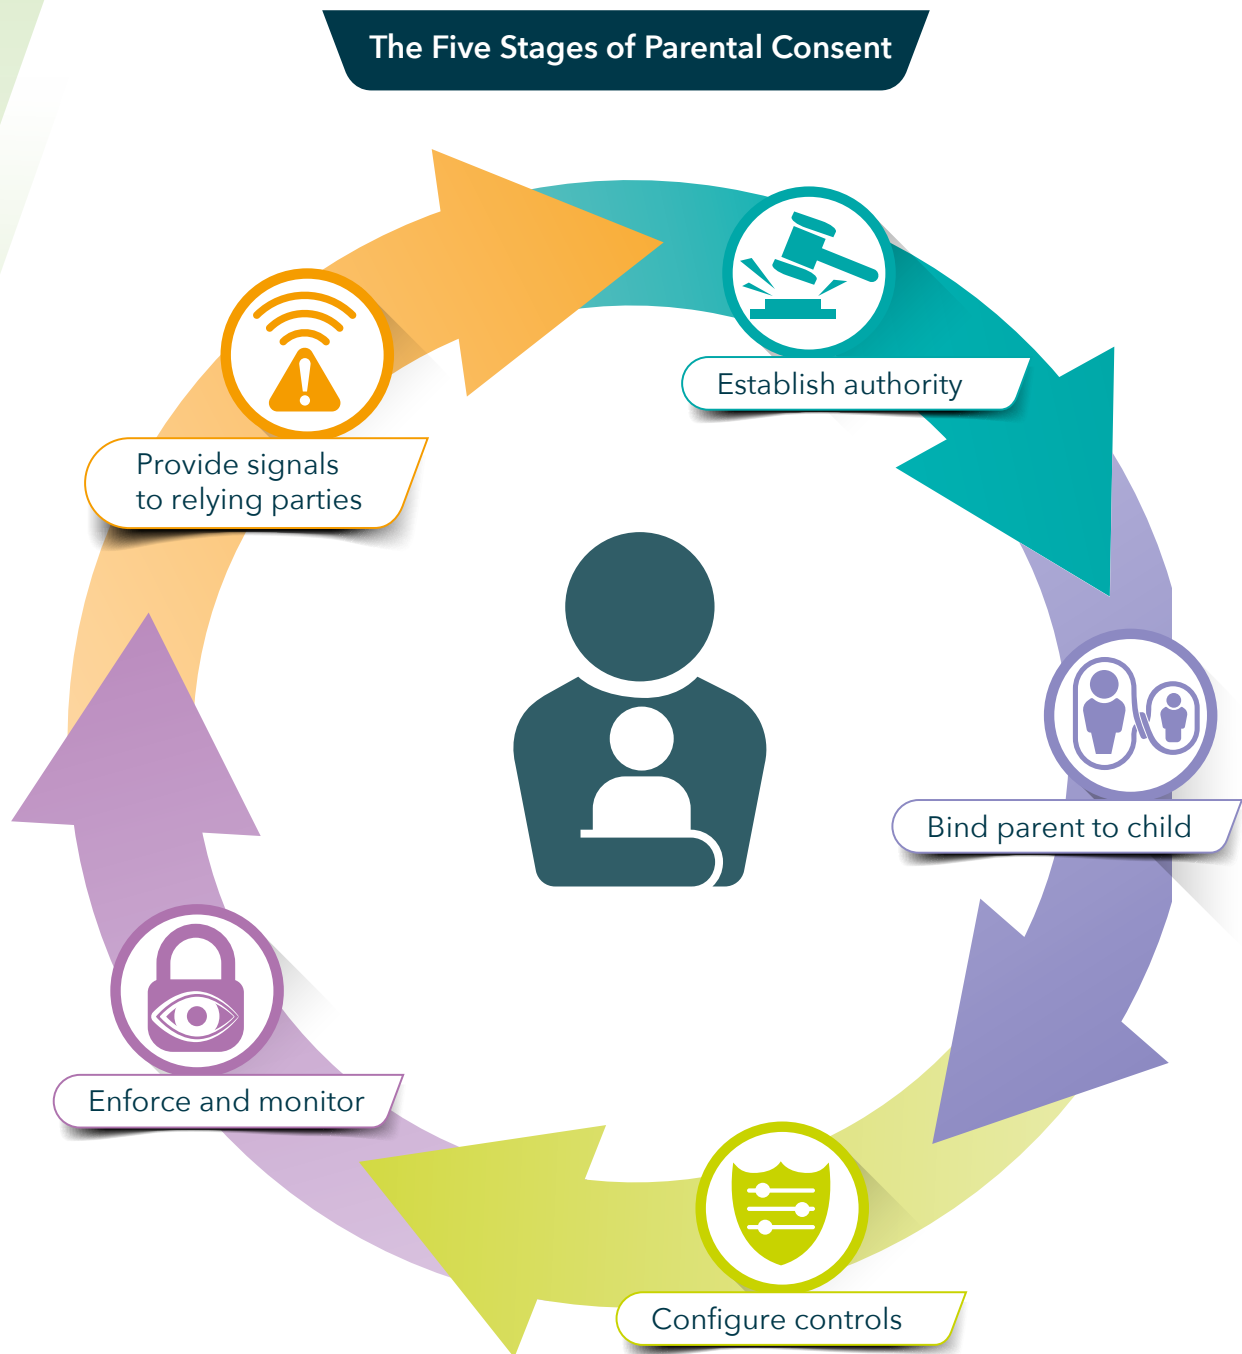 The Five Stages of Parental Consent
Establish authority
Provide signals
to relying parties
Bind parent to child
Enforce and monitor
Configure controls